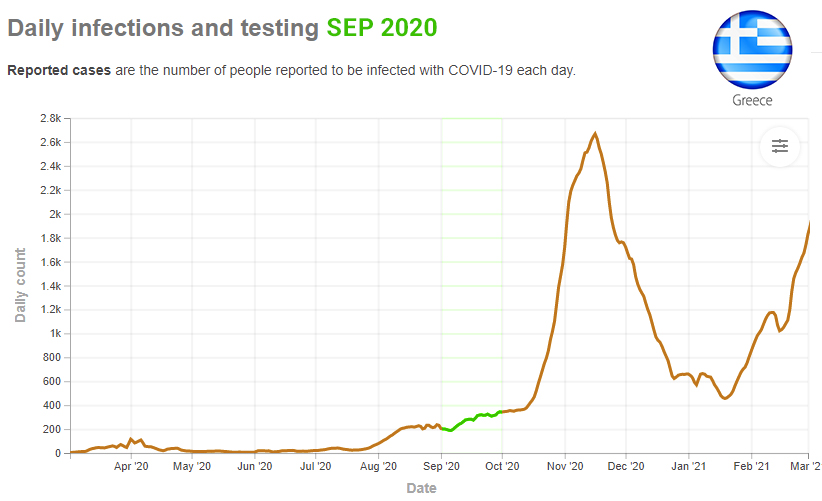 Daily infections and testing SEP 2020
Reported cases are the number of people reported to be infected with COVID-19 each day.
Greece
2.8k
2.6k
2.4k
2.2k
2k
1.8k
1.6k
1.4k
1.2k
1k
800
600
400
200
0
Daily count
Apr '20 May '20 Jun '20 Jul '20 Aug '20 Sep '20 Oct '20 Nov '20 Dec '20 Jan '21 Feb '21 Mar '2
Date